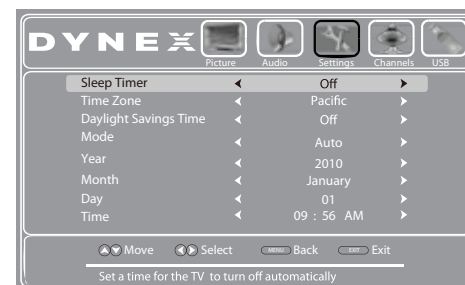 DYNEX
Picture Audio Settings Channels USB
Sleep Timer Off
Time Zone Pacific
Daylight Savings Time Off
Mode Auto
Year 2010
Month January
Day 01
Time 09 : 56 AM
Move Select MENU Back EXIT Exit
Set a time for the TV to turn off automatically